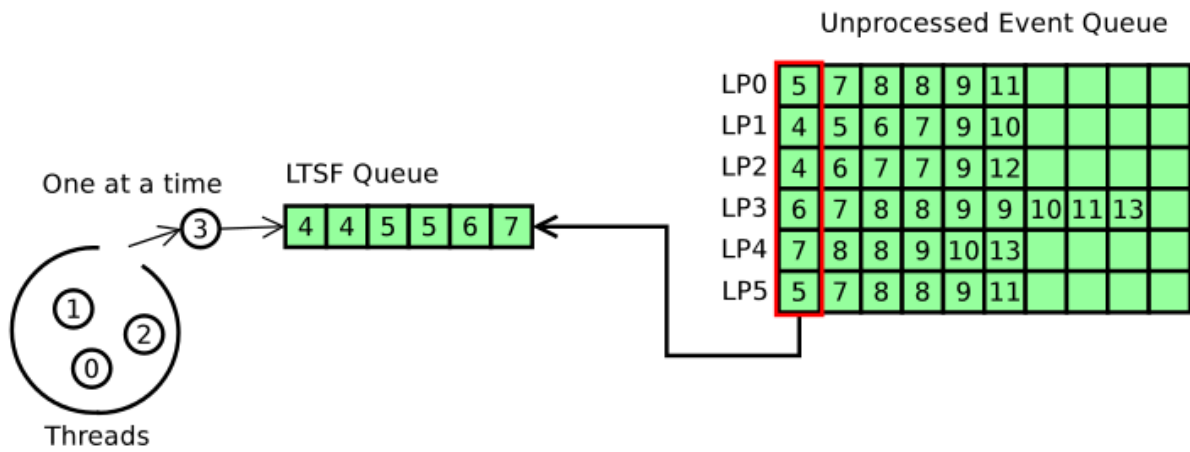 Unprocessed Event Queue
LP0 5 7 8 8 9 11
LP1 4 5 6 7 9 10
LP2 4 6 7 7 9 12
LP3 6 7 8 8 9 9 10 11 13
LP4 7 8 8 9 10 13
LP5 5 7 8 8 9 11
LTSF Queue
4 4 5 5 6 7
One at a time
3
1
2
0
Threads